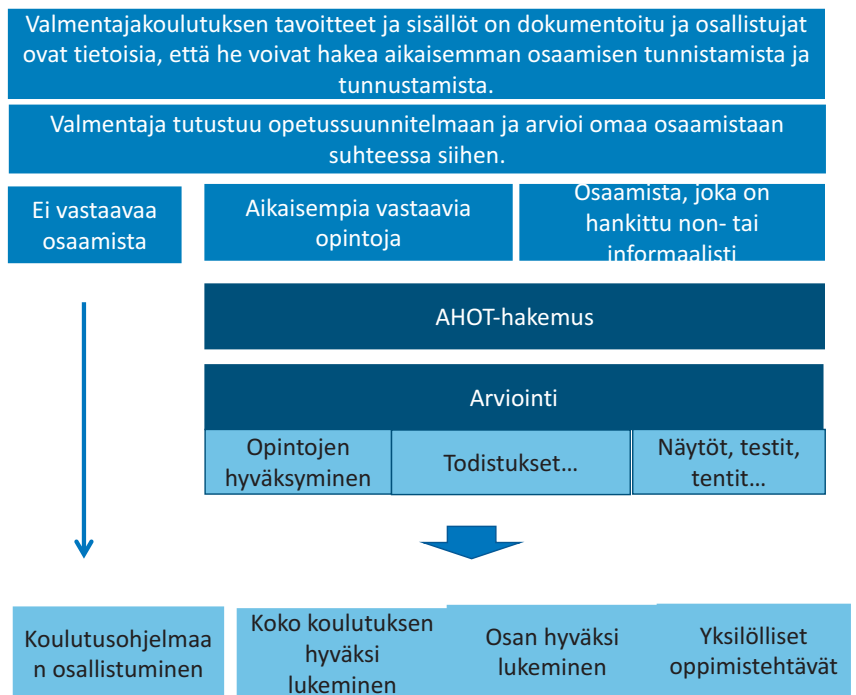 Valmentajakoulutuksen tavoitteet ja sisällöt on dokumentoitu ja osallistujat
ovat tietoisia, että he voivat hakea aikaisemman osaamisen tunnistamista ja
tunnustamista.
Valmentaja tutustuu opetussuunnitelmaan ja arvioi omaa osaamistaan
suhteessa siihen.
Ei vastaavaa
osaamista
Aikaisempia vastaavia
opintoja
Osaamista, joka on
hankittu non- tai
informaalisti
AHOT-hakemus
Arviointi
Opintojen
hyväksyminen
Todistukset…
Näytöt, testit,
tentit…
Koulutusohjelmaa
n osallistuminen
Koko koulutuksen
hyväksi
lukeminen
Osan hyväksi
lukeminen
Yksilölliset
oppimistehtävät